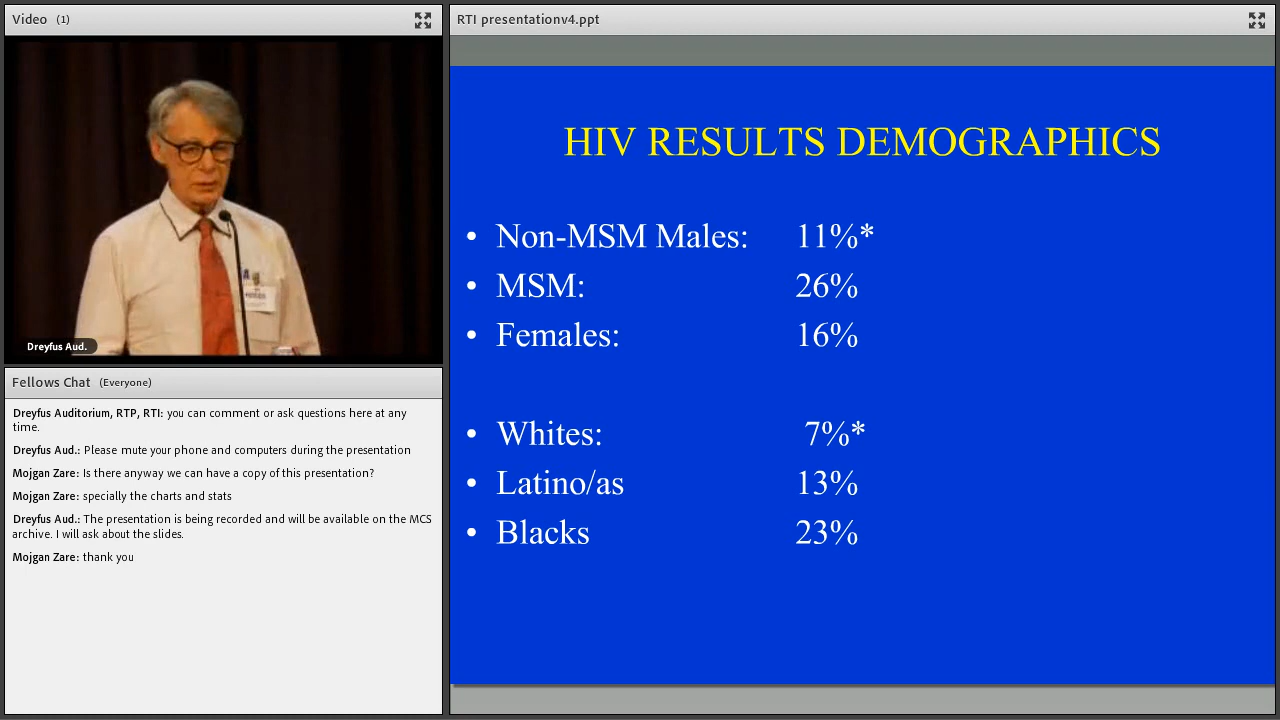 Video (1)
Dreyfus Aud.
Fellows Chat (Everyone)
Dreyfus Auditorium, RTP, RTI: you can comment or ask questions here at any
time.
Dreyfus Aud.: Please mute your phone and computers during the presentation
Mojgan Zare: Is there anyway we can have a copy of this presentation?
Mojgan Zare: specially the charts and stats
Dreyfus Aud.: The presentation is being recorded and will be available on the MCS
archive. I will ask about the slides.
Mojgan Zare: thank you
RTI presentationv4.ppt
HIV RESULTS DEMOGRAPHICS
• Non-MSM Males: 11%*
• MSM: 26%
• Females: 16%
• Whites: 7%*
• Latino/as 13%
• Blacks 23%